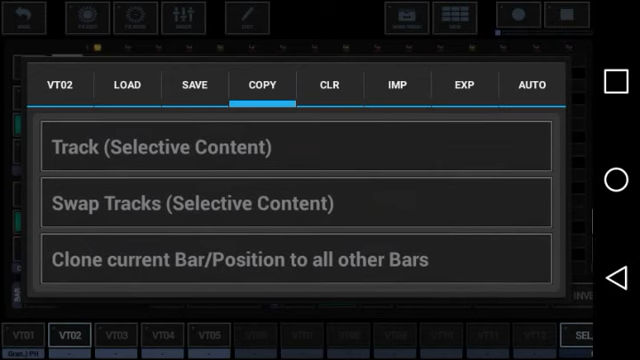 VT02 LOAD SAVE COPY CLR IMP EXP AUTO
Track (Selective Content)
Swap Tracks (Selective Content)
Clone current Bar/Position to all other Bars
BAR
VT01 VT02 VT03 VT04 VT05 SEL